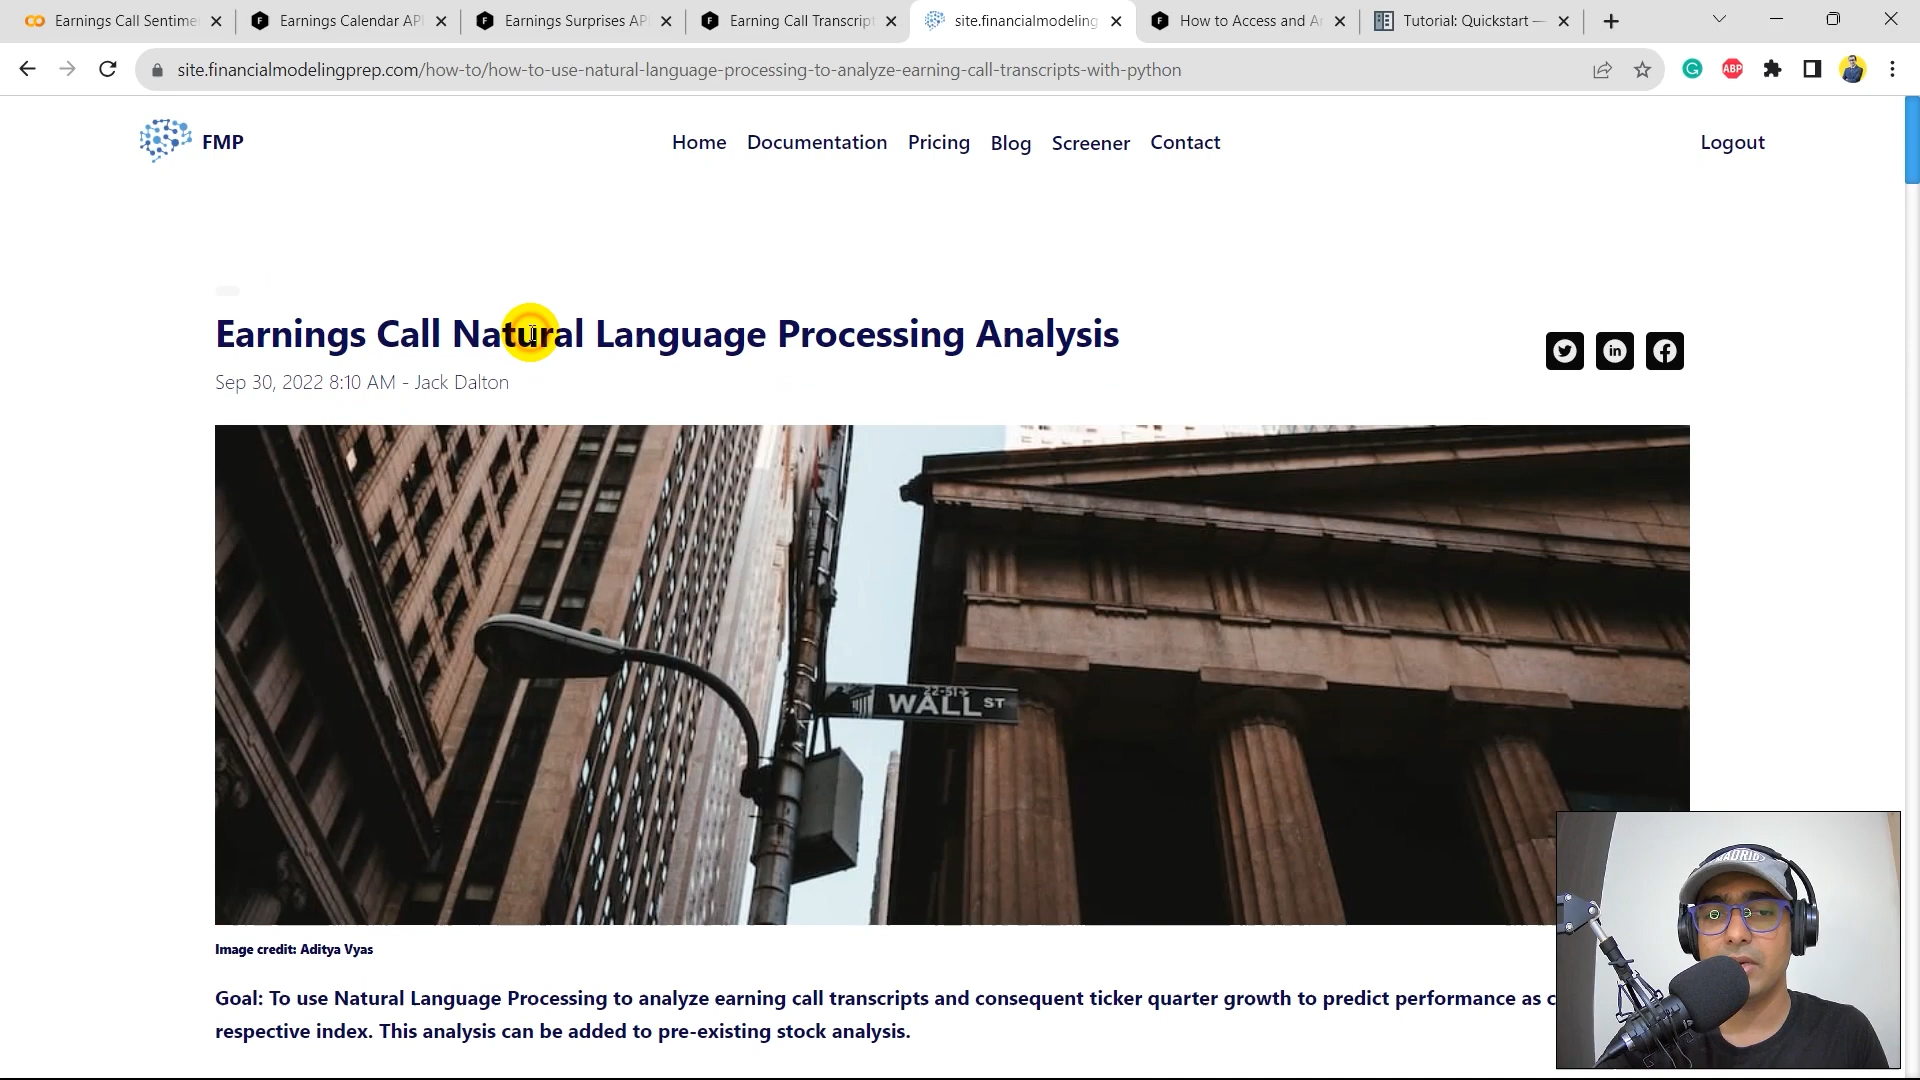 Earnings Call Sentime
Earnings Calendar API
Earnings Surprises AP
Earning Call Transcript
site.financialmodeling
How to Access and A
Tutorial: Quickstart —
site.financialmodelingprep.com/how-to/how-to-use-natural-language-processing-to-analyze-earning-call-transcripts-with-python
ABP
FMP
Home
Documentation
Pricing
Blog
Screener
Contact
Logout
Earnings Call Natural Language Processing Analysis
Sep 30, 2022 8:10 AM - Jack Dalton
22-51
WALL ST
Image credit: Aditya Vyas
Goal: To use Natural Language Processing to analyze earning call transcripts and consequent ticker quarter growth to predict performance as c
respective index. This analysis can be added to pre-existing stock analysis.
MADRID